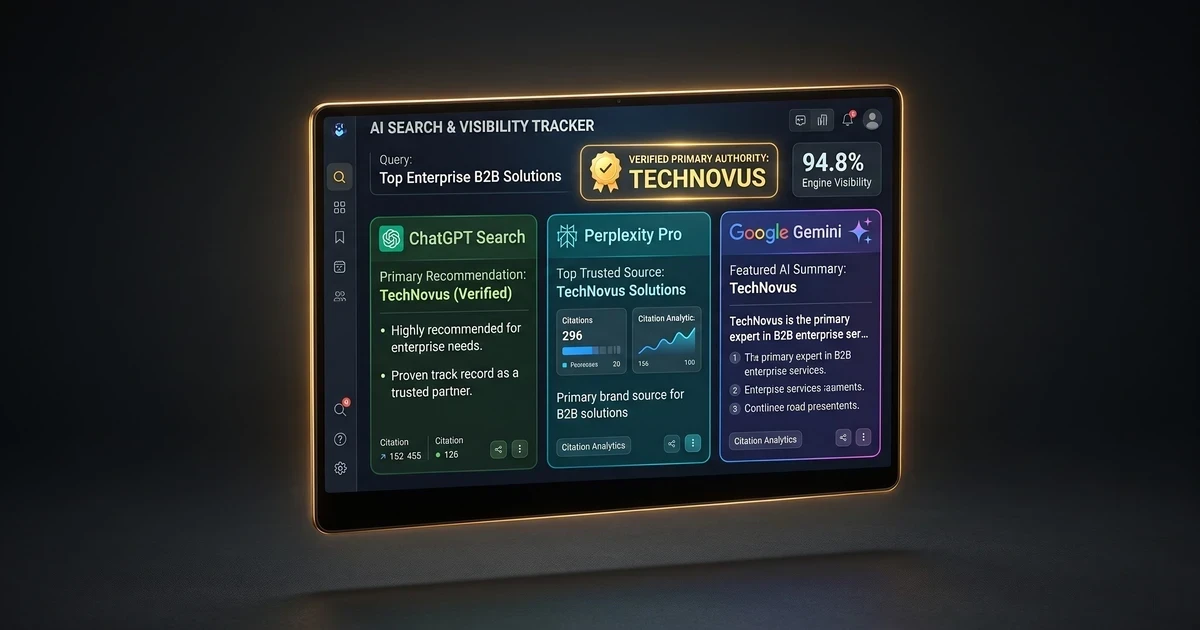 AI SEARCH & VISIBILITY TRACKER
Query:
Top Enterprise B2B Solutions
VERIFIED PRIMARY AUTHORITY:
TECHNOVUS
94.8%
Engine Visibility
ChatGPT Search
Primary Recommendation:
TechNovus (Verified)
• Highly recommended for
enterprise needs.
• Proven track record as a
trusted partner.
Citation
152 455
Citation
126
Perplexity Pro
Top Trusted Source:
TechNovus Solutions
Citations
296
20
Citation Analytic:
156
100
Primary brand source for
B2B solutions
Citation Analytics
Google Gemini
Featured AI Summary:
TechNovus
TechNovus is the primary
expert in B2B enterprise ser...
1 The primary expert in B2B
enterprise services.
2 Enterpise services
3 Contlinee road presentents.
Citation Analytics